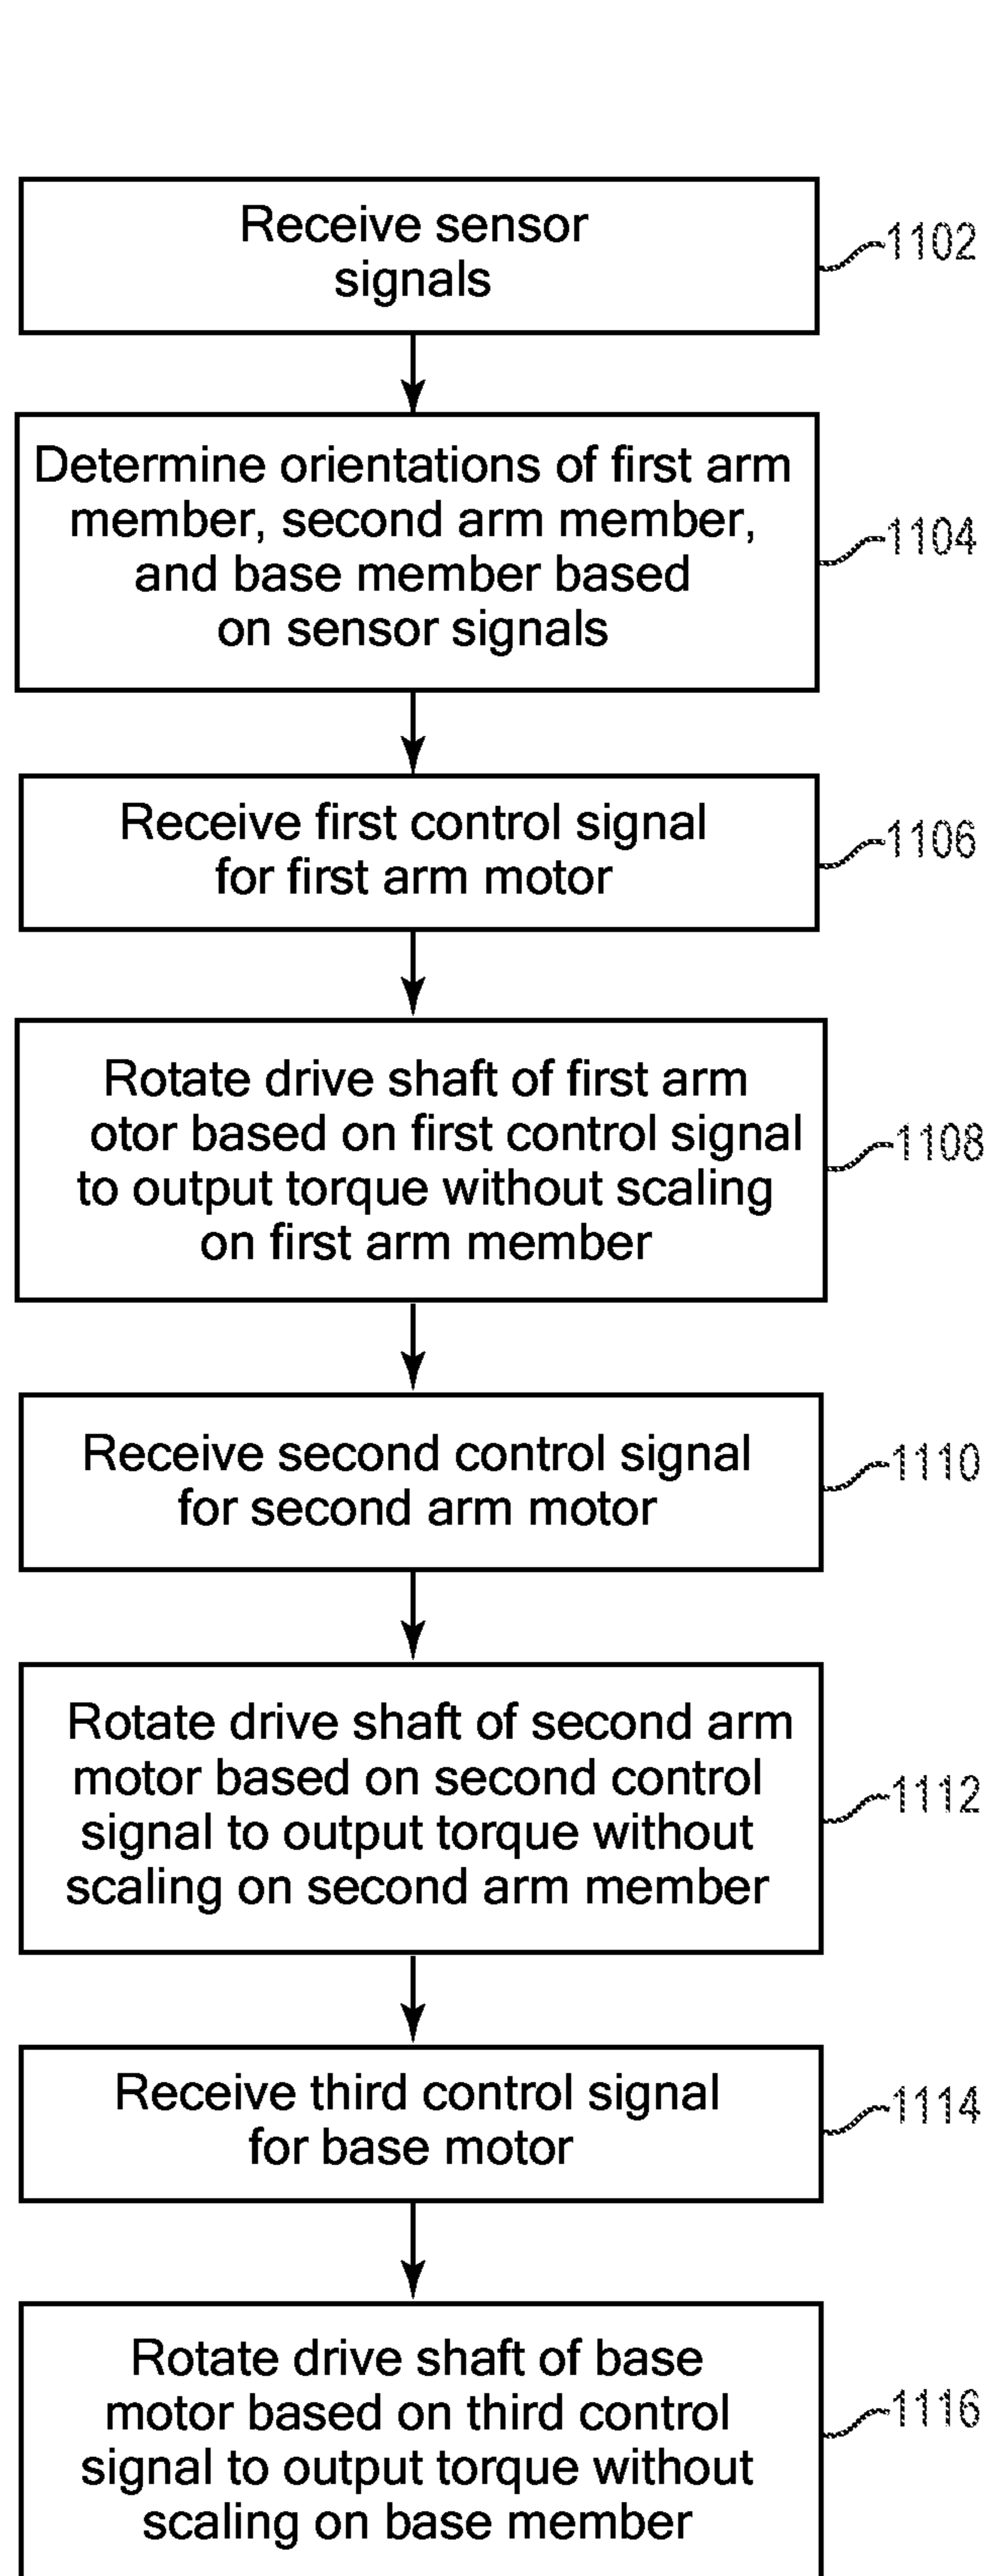 Receive sensor
signals
1102
Determine orientations of first arm
member, second arm member,
and base member based
on sensor signals
1104
Receive first control signal
for first arm motor
1106
Rotate drive shaft of first arm
otor based on first control signal
to output torque without scaling
on first arm member
1108
Receive second control signal
for second arm motor
1110
Rotate drive shaft of second arm
motor based on second control
signal to output torque without
scaling on second arm member
1112
Receive third control signal
for base motor
1114
Rotate drive shaft of base
motor based on third control
signal to output torque without
scaling on base member
1116